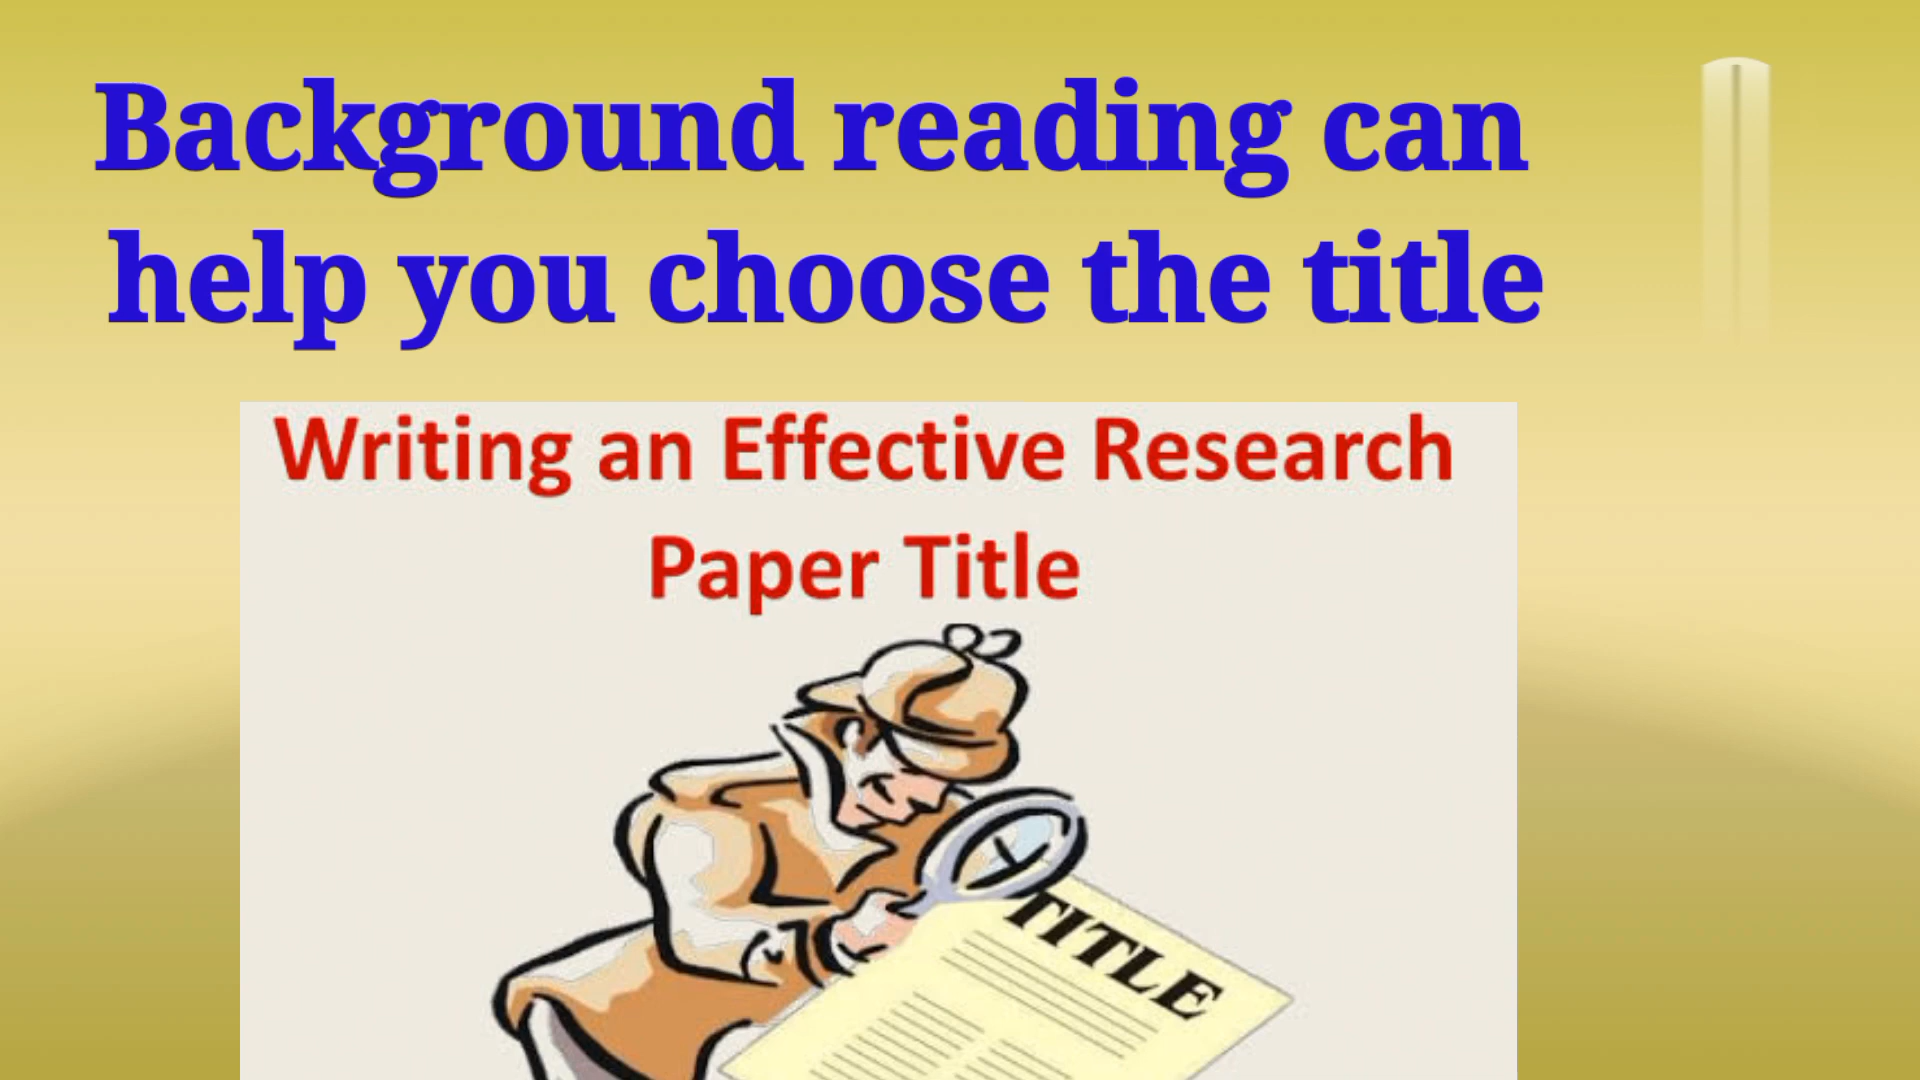 Background reading can
help you choose the title
Writing an Effective Research
Paper Title
TITLE